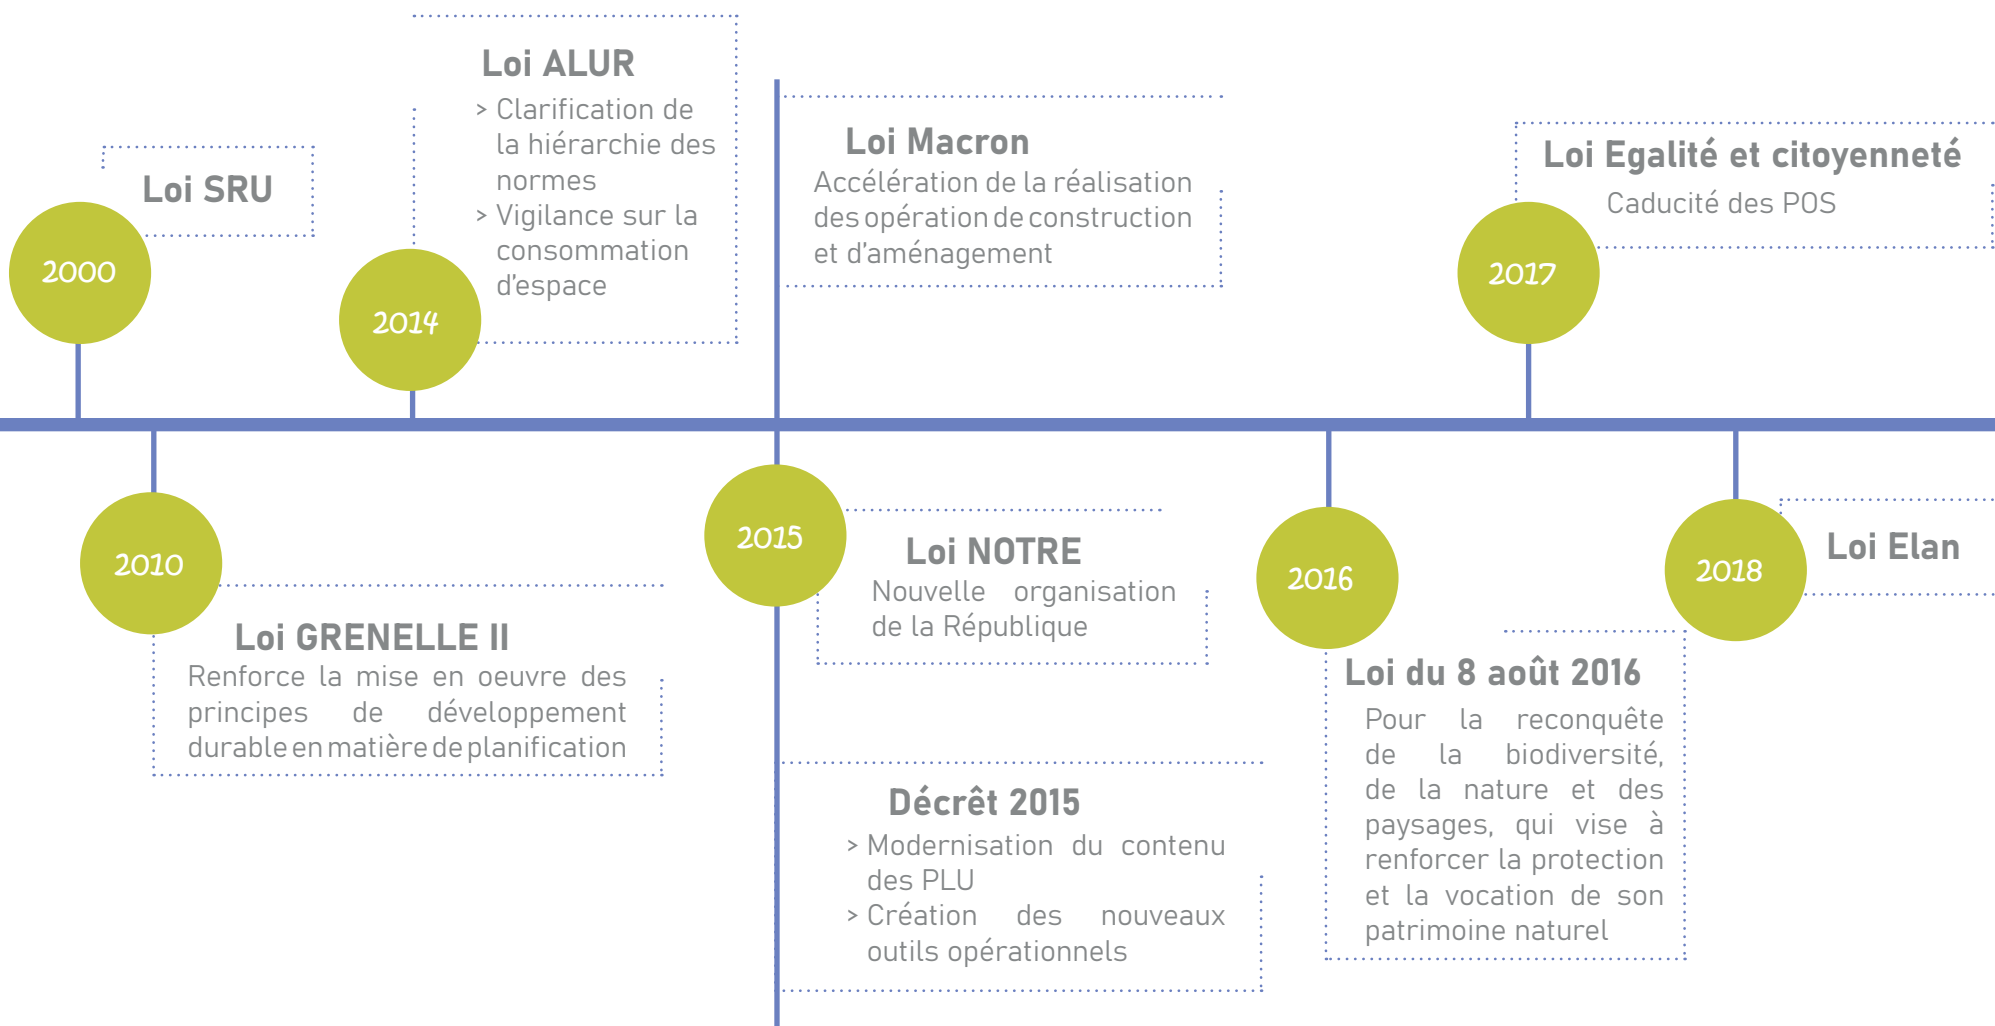 2000
Loi SRU
2010
Loi GRENELLE II
Renforce la mise en oeuvre des
principes de développement
durable en matière de planification
2014
Loi ALUR
> Clarification de
la hiérarchie des
normes
> Vigilance sur la
consommation
d'espace
Loi Macron
Accélération de la réalisation
des opération de construction
et d'aménagement
2015
Loi NOTRE
Nouvelle organisation
de la République
Décrêt 2015
> Modernisation du contenu
des PLU
> Création des nouveaux
outils opérationnels
2016
Loi du 8 août 2016
Pour la reconquête
de la biodiversité,
de la nature et des
paysages, qui vise à
renforcer la protection
et la vocation de son
patrimoine naturel
2017
Loi Egalité et citoyenneté
Caducité des POS
2018
Loi Elan